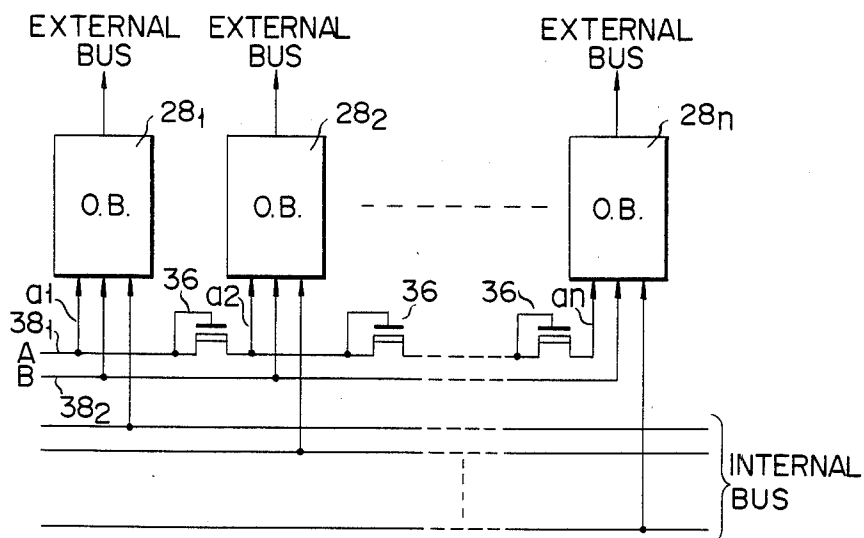 EXTERNAL
BUS
EXTERNAL
BUS
EXTERNAL
BUS
28₁
28₂
28n
O.B.
O.B.
O.B.
a1
36
a2
36
36
an
38₁
A
B
38₂
INTERNAL
BUS